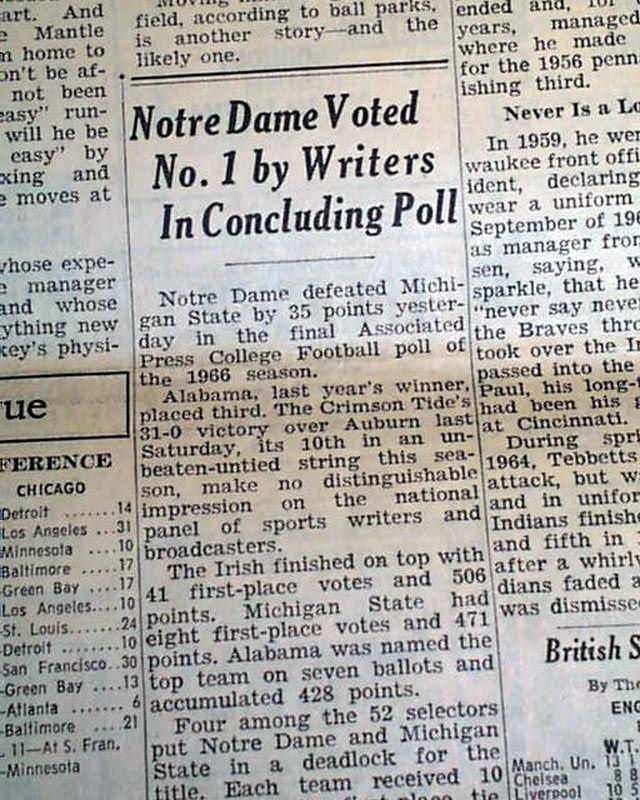 art. And
e Mantle
m home to
on't be af-
not been
easy" run-
will he be
easy" by
xing and
e moves at
whose expe-
e manager
and whose
ything new
key's physi-
ue
FERENCE
CHICAGO
Detroit ........14
Los Angeles ...31
Minnesota ....10
Baltimore .....17
Green Bay ....17
Los Angeles....10
St. Louis.......24
Detroit ........10
San Francisco..30
Green Bay ....13
Atlanta ....... 6
Baltimore ....21
11—At S. Fran.
Minnesota
field, according to ball parks,
is another story—and the
likely one.
Notre Dame Voted
No. 1 by Writers
In Concluding Poll
Notre Dame defeated Michi-
gan State by 35 points yester-
day in the final Associated
Press College Football poll of
the 1966 season.
Alabama, last year's winner,
placed third. The Crimson Tide's
31-0 victory over Auburn last
Saturday, its 10th in an un-
beaten-untied string this sea-
son, make no distinguishable
impression on the national
panel of sports writers and
broadcasters.
The Irish finished on top with
41 first-place votes and 506
points. Michigan State had
eight first-place votes and 471
points. Alabama was named the
top team on seven ballots and
accumulated 428 points.
Four among the 52 selectors
put Notre Dame and Michigan
State in a deadlock for the
title. Each team received 10
ended and, for
years, managed
where he made
for the 1956 penn
ishing third.
Never Is a Lo
In 1959, he wen
waukee front offi
ident, declaring
wear a uniform
September of 196
as manager from
sen, saying, w
sparkle, that he
"never say neve
the Braves thro
took over the In
passed into the
Paul, his long-t
had been his
at Cincinnati.
During spri
1964, Tebbetts
attack, but w
and in unifor
Indians finishe
and fifth in 1
after a whirlw
dians faded a
was dismisse
British S
By The
ENG
W.T.
Manch. Un. 13 1
Chelsea 8 8
Liverpool 10 5